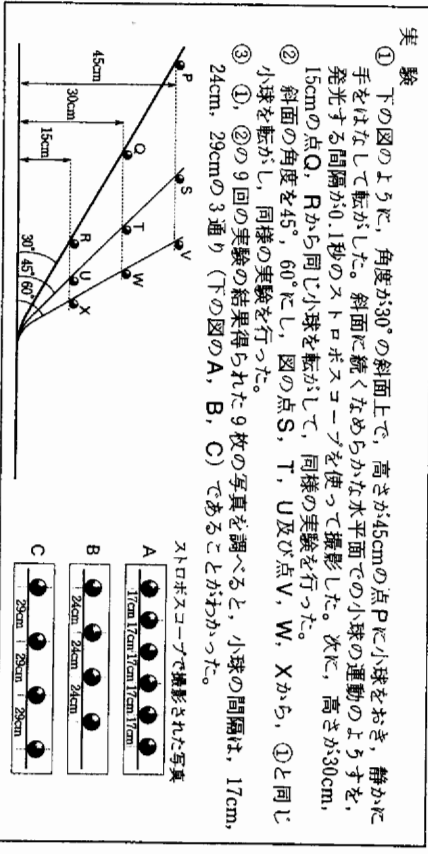 実 験
① 下の図のように，角度が30°の斜面上で，高さが45cmの点Pに小球をおき，静かに
手をはなして転がした。斜面に続くなめらかな水平面での小球の運動のようすを，
発光する間隔が0.1秒のストロボスコープを使って撮影した。次に，高さが30cm，
15cmの点Q，Rから同じ小球を転がして，同様の実験を行った。
② 斜面の角度を45°，60°にし，図の点S，T，U及び点V，W，Xから，①と同じ
小球を転がし，同様の実験を行った。
③ ①，②の9回の実験の結果得られた9枚の写真を調べると，小球の間隔は，17cm，
24cm，29cmの3通り（下の図のA，B，C）であることがわかった。
P
S
V
Q
T
W
R
U
X
45cm
30cm
15cm
30° 45° 60°
ストロボスコープで撮影された写真
A
17cm 17cm 17cm 17cm 17cm
B
24cm 24cm 24cm
C
29cm 29cm 29cm